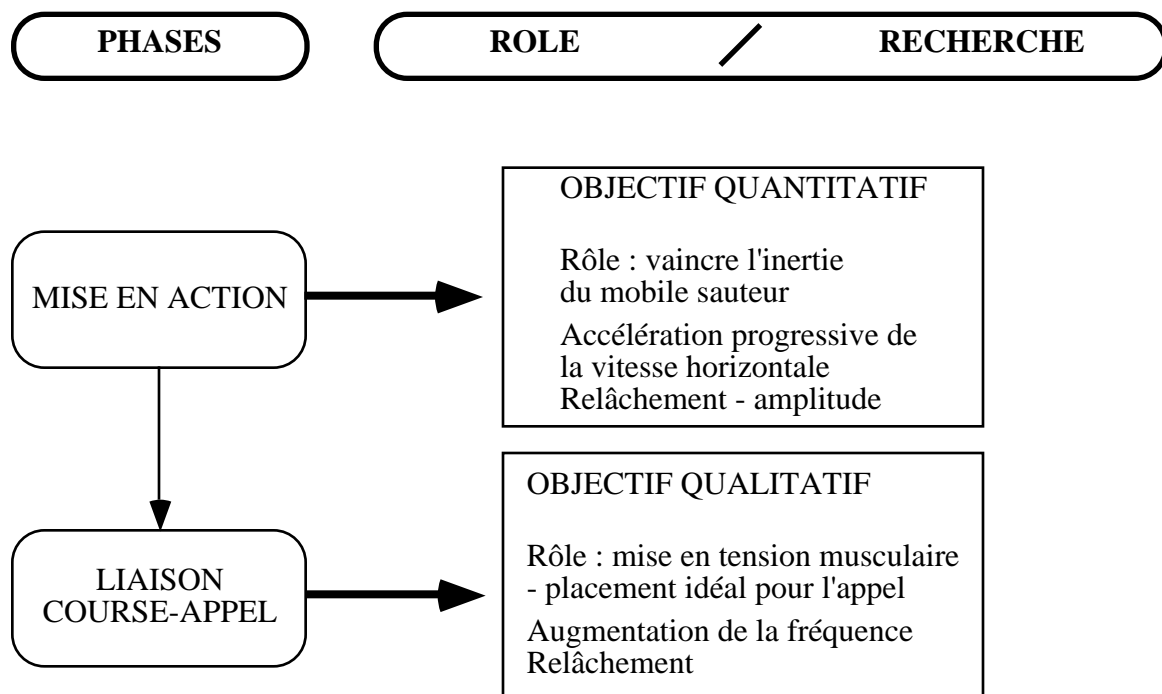 PHASES
ROLE / RECHERCHE
MISE EN ACTION
OBJECTIF QUANTITATIF
Rôle : vaincre l'inertie
du mobile sauteur
Accélération progressive de
la vitesse horizontale
Relâchement - amplitude
LIAISON
COURSE-APPEL
OBJECTIF QUALITATIF
Rôle : mise en tension musculaire
- placement idéal pour l'appel
Augmentation de la fréquence
Relâchement